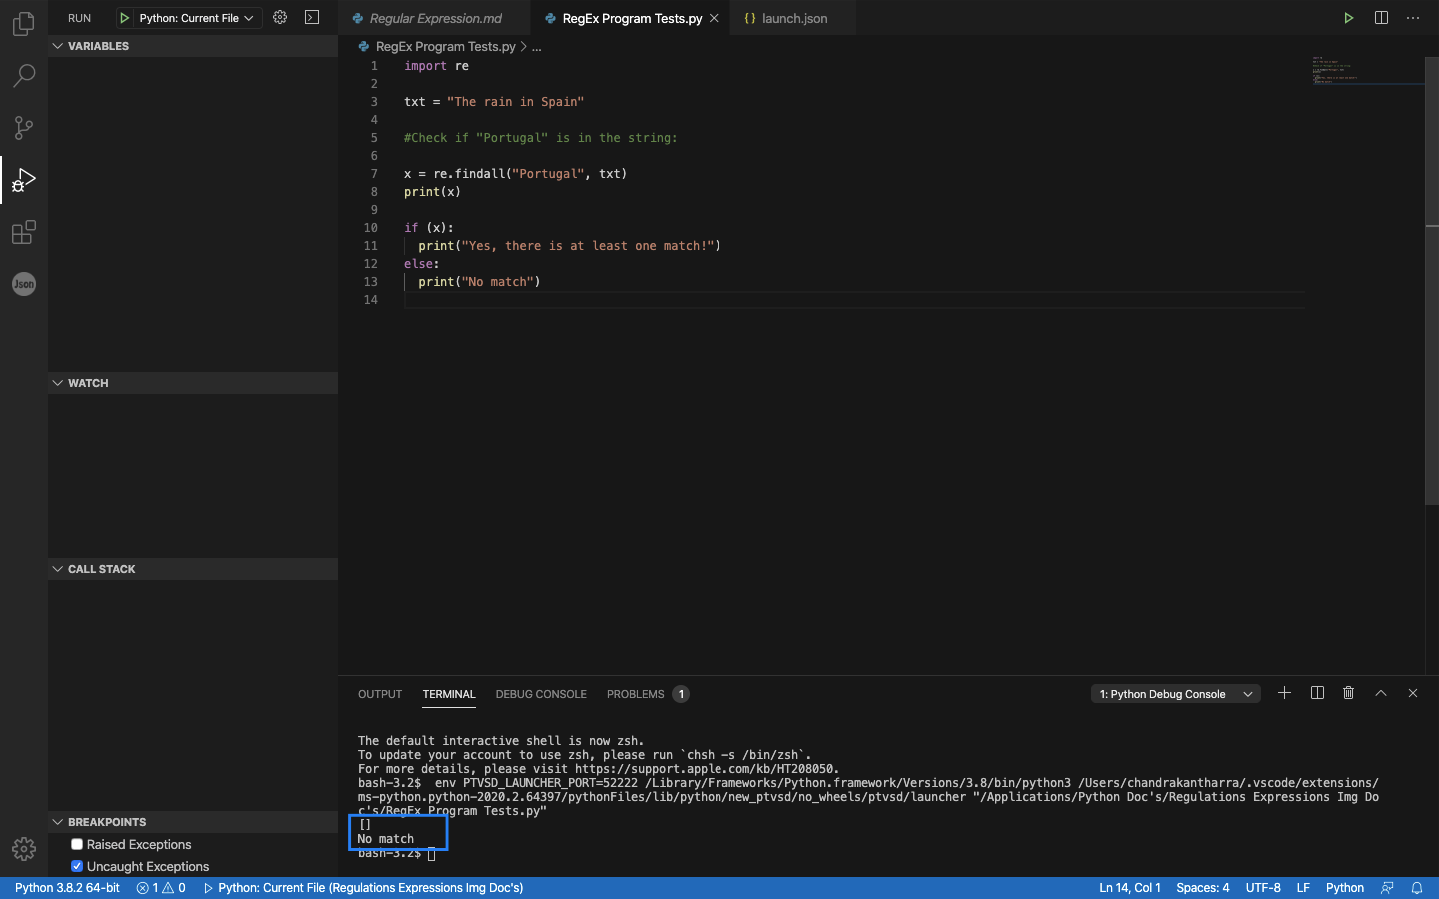 RUN Python: Current File
Regular Expression.md RegEx Program Tests.py launch.json
VARIABLES
RegEx Program Tests.py > ...
1 import re
2
3 txt = "The rain in Spain"
4
5 #Check if "Portugal" is in the string:
6
7 x = re.findall("Portugal", txt)
8 print(x)
9
10 if (x):
11 print("Yes, there is at least one match!")
12 else:
13 print("No match")
14
Json
WATCH
CALL STACK
BREAKPOINTS
Raised Exceptions
Uncaught Exceptions
OUTPUT TERMINAL DEBUG CONSOLE PROBLEMS 1 1: Python Debug Console
The default interactive shell is now zsh.
To update your account to use zsh, please run `chsh -s /bin/zsh`.
For more details, please visit https://support.apple.com/kb/HT208050.
bash-3.2$ env PTVSD_LAUNCHER_PORT=52222 /Library/Frameworks/Python.framework/Versions/3.8/bin/python3 /Users/chandrakantharra/.vscode/extensions/
ms-python.python-2020.2.64397/pythonFiles/lib/python/new_ptvsd/no_wheels/ptvsd/launcher "/Applications/Python Doc's/Regulations Expressions Img Do
c's/RegEx Program Tests.py"
[]
No match
bash-3.2$
Python 3.8.2 64-bit 1 0 Python: Current File (Regulations Expressions Img Doc's) Ln 14, Col 1 Spaces: 4 UTF-8 LF Python